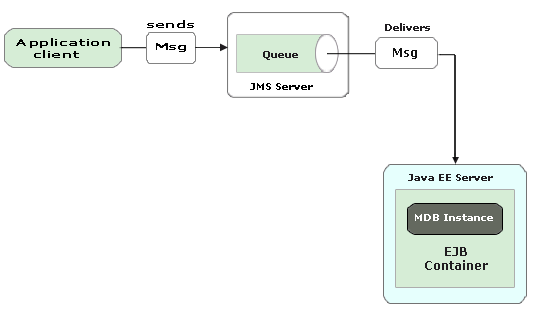 sends
Application
client
Msg
Queue
JMS Server
Delivers
Msg
Java EE Server
MDB Instance
EJB
Container